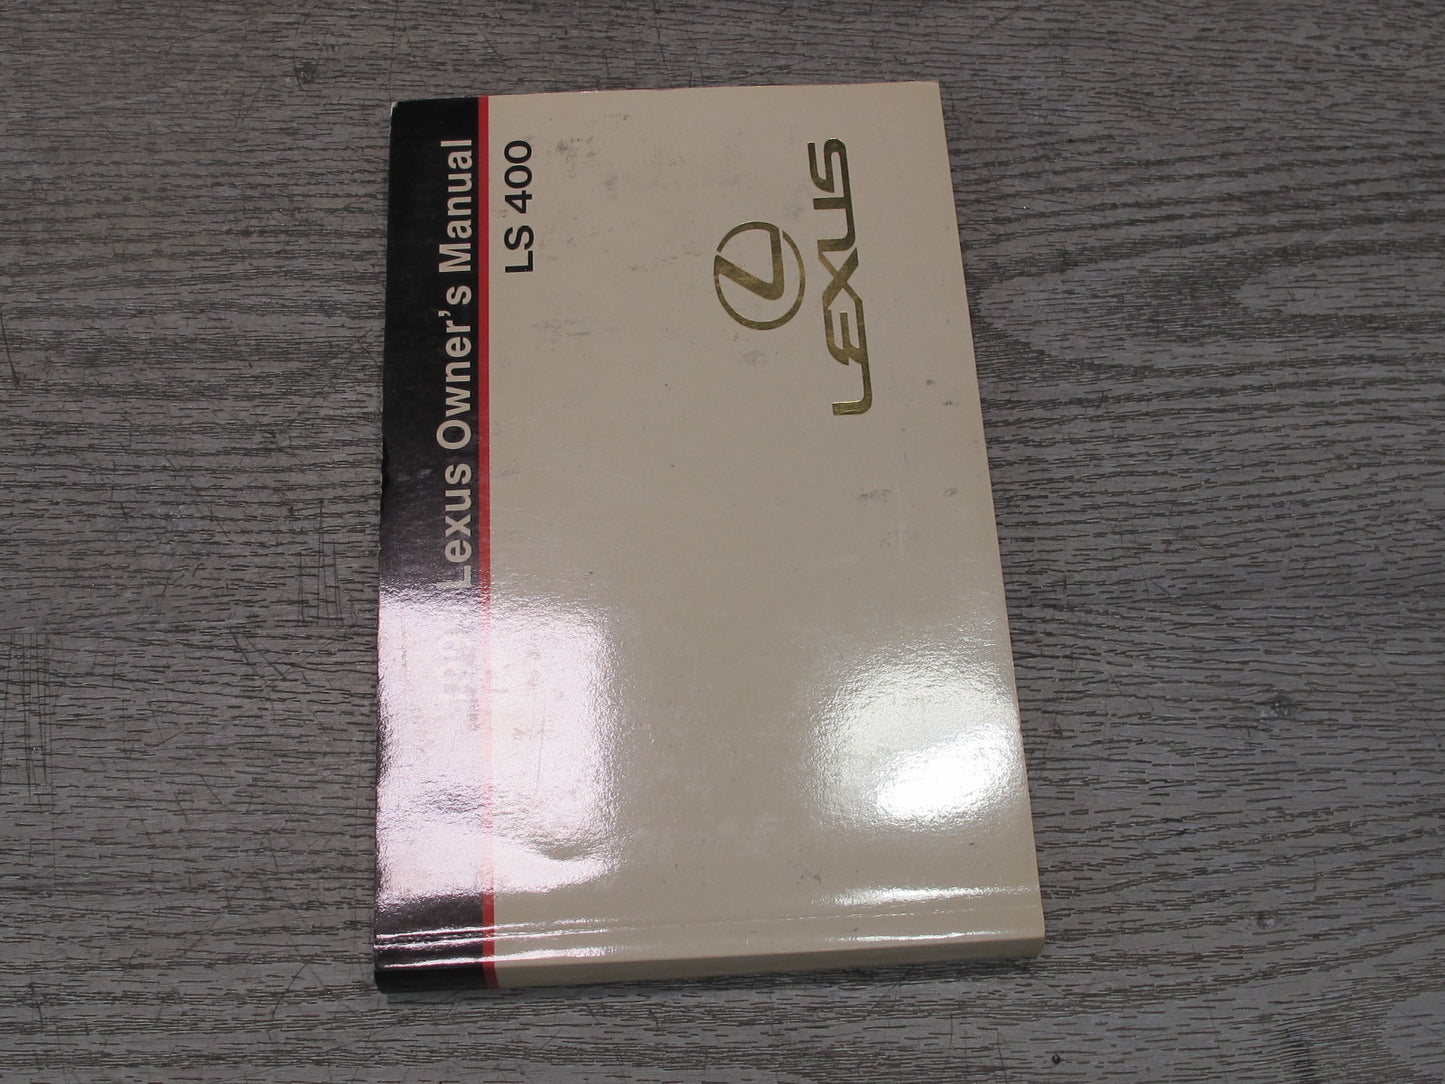 Lexus Owner's Manual
LS 400
LEXUS